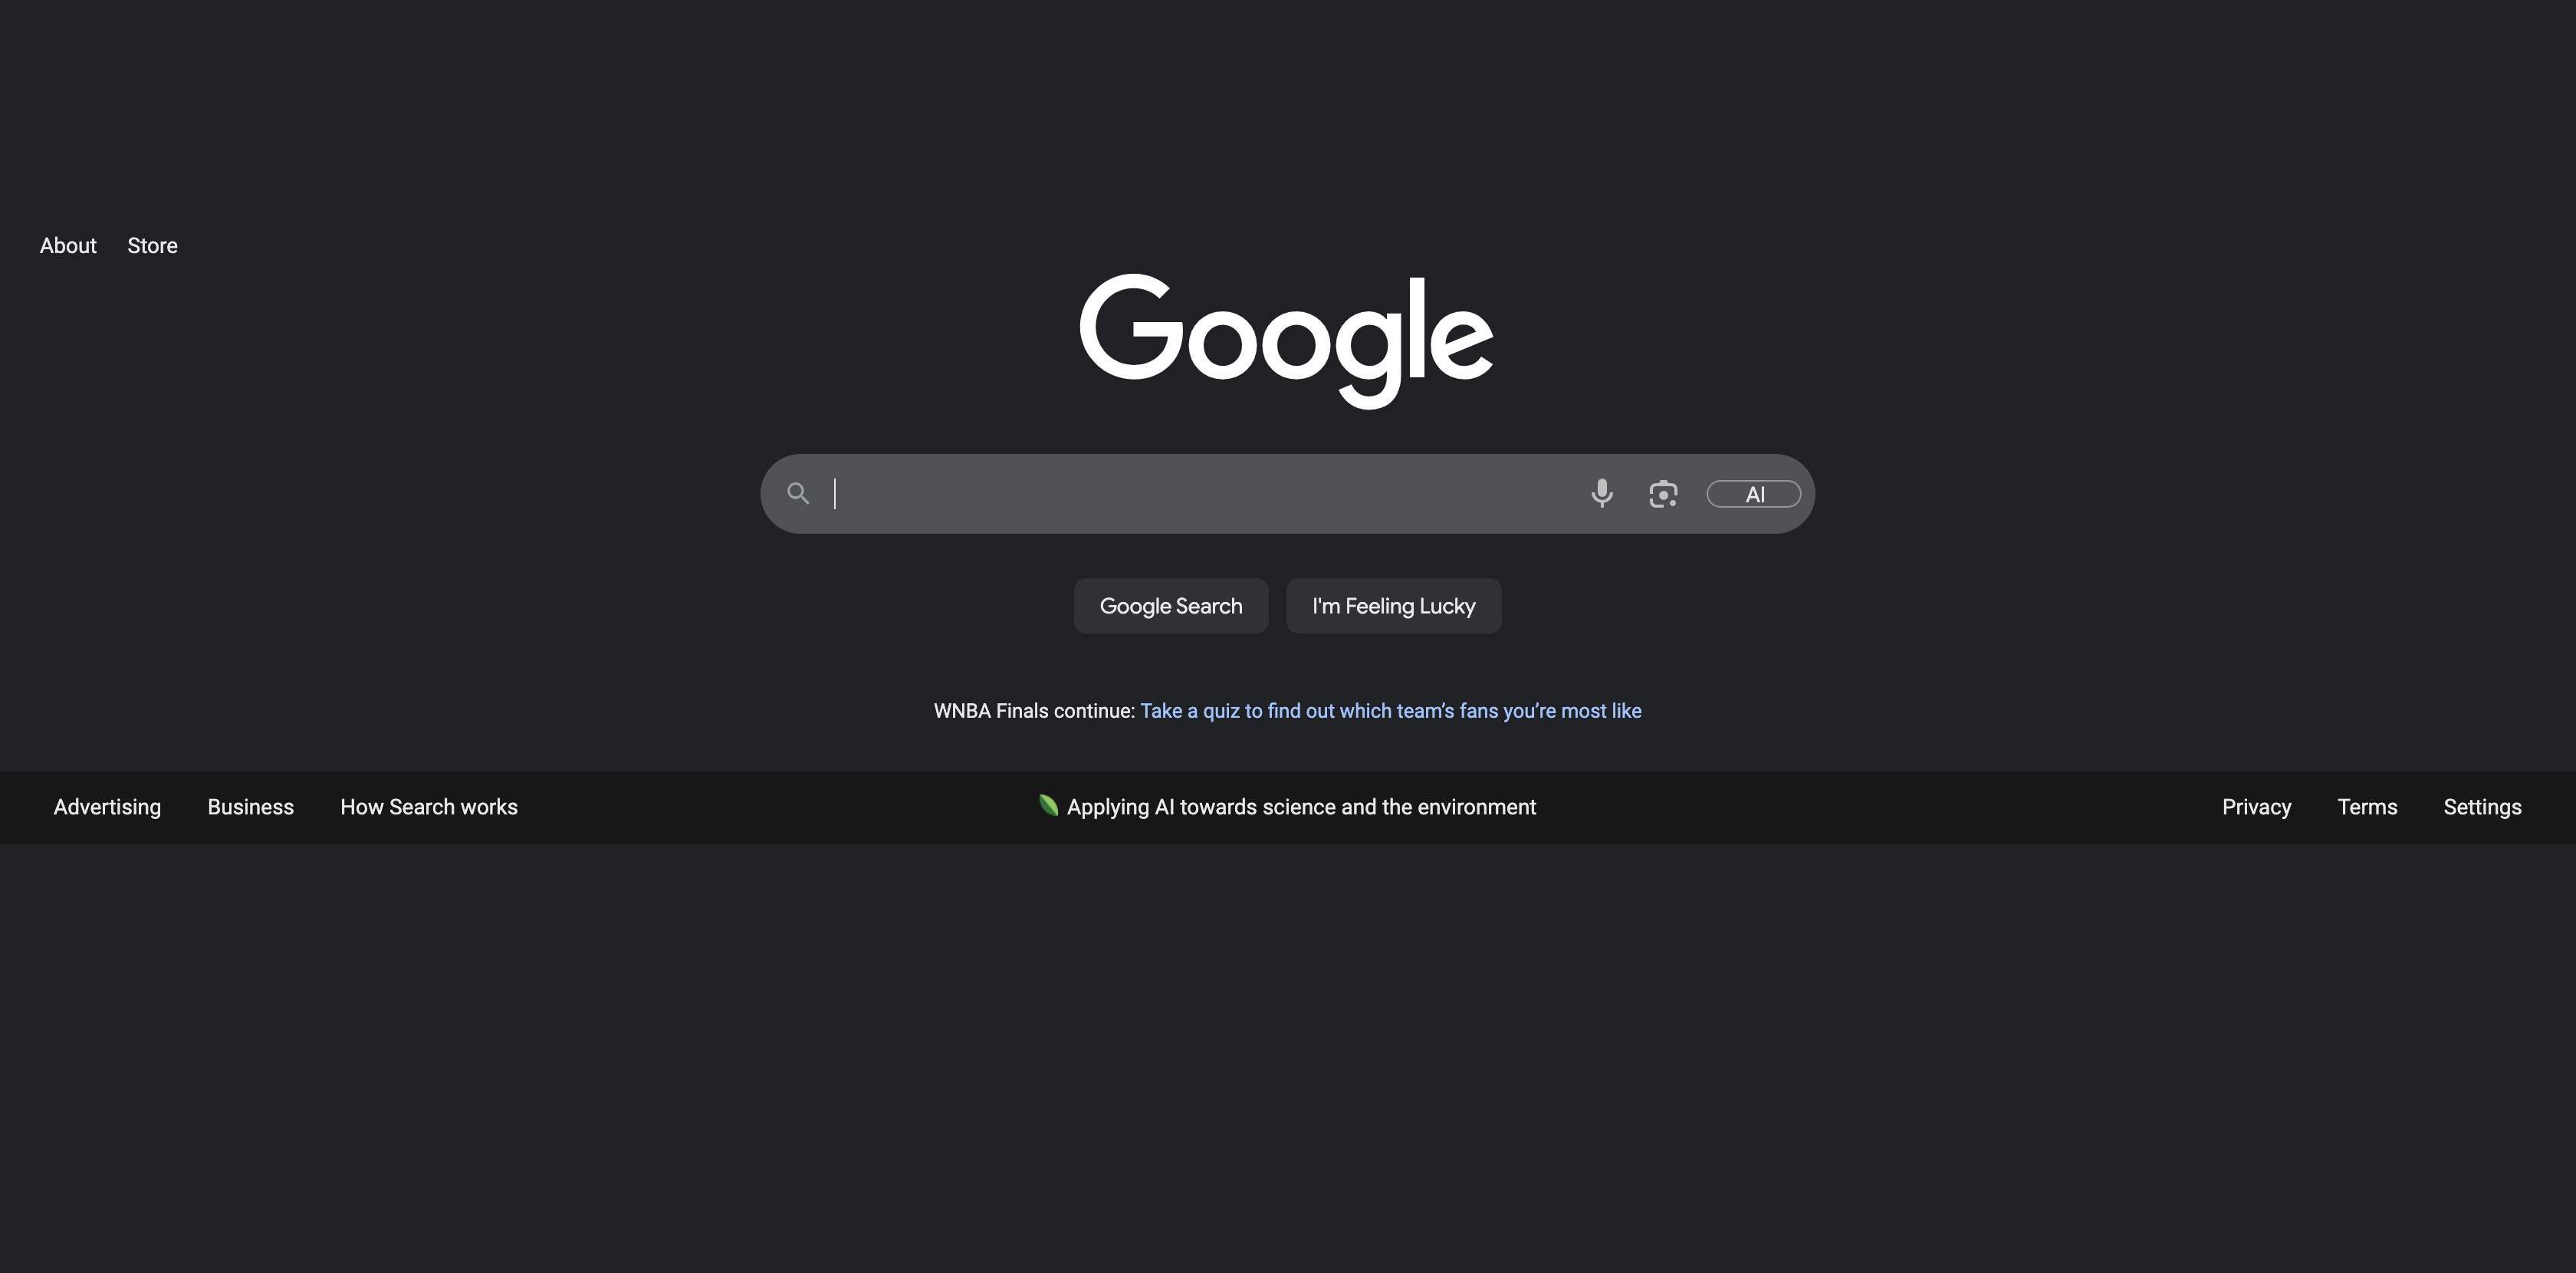 About Store
Google
AI
Google Search I'm Feeling Lucky
WNBA Finals continue: Take a quiz to find out which team’s fans you’re most like
Advertising Business How Search works Applying AI towards science and the environment Privacy Terms Settings